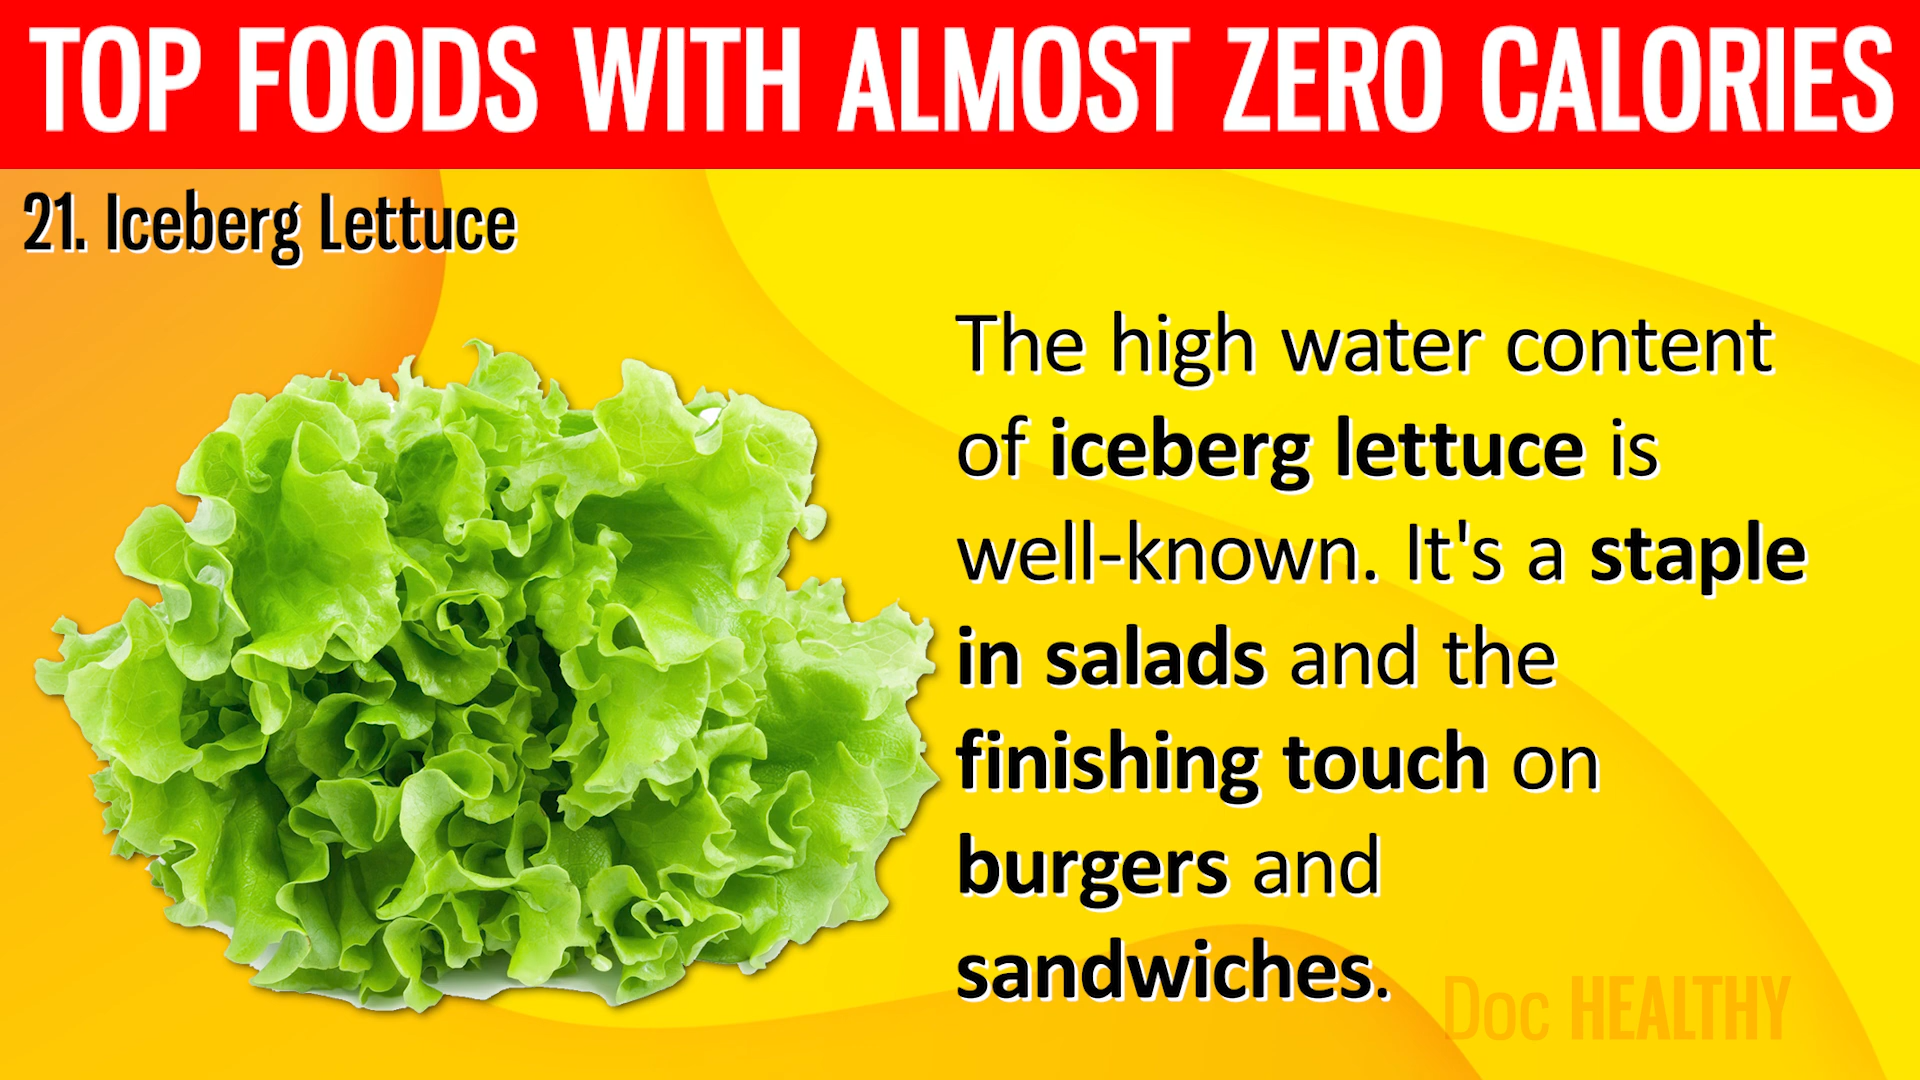 TOP FOODS WITH ALMOST ZERO CALORIES
21. Iceberg Lettuce
The high water content
of iceberg lettuce is
well-known. It's a staple
in salads and the
finishing touch on
burgers and
sandwiches.
Doc HEALTHY